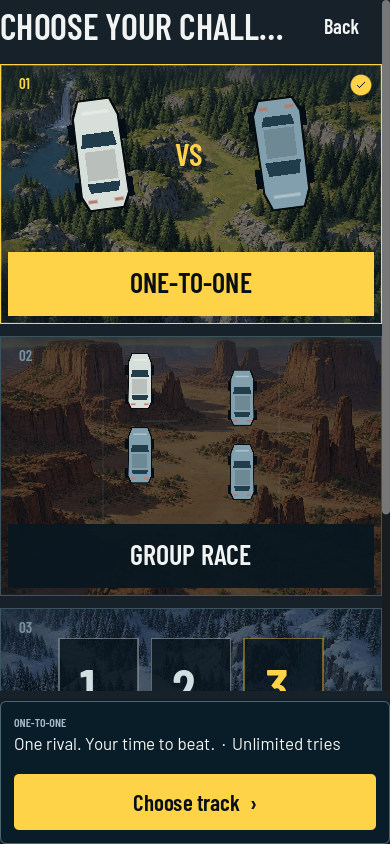 CHOOSE YOUR CHALL...
Back
01
VS
ONE-TO-ONE
02
GROUP RACE
03
1 2 3
ONE-TO-ONE
One rival. Your time to beat. · Unlimited tries
Choose track ›